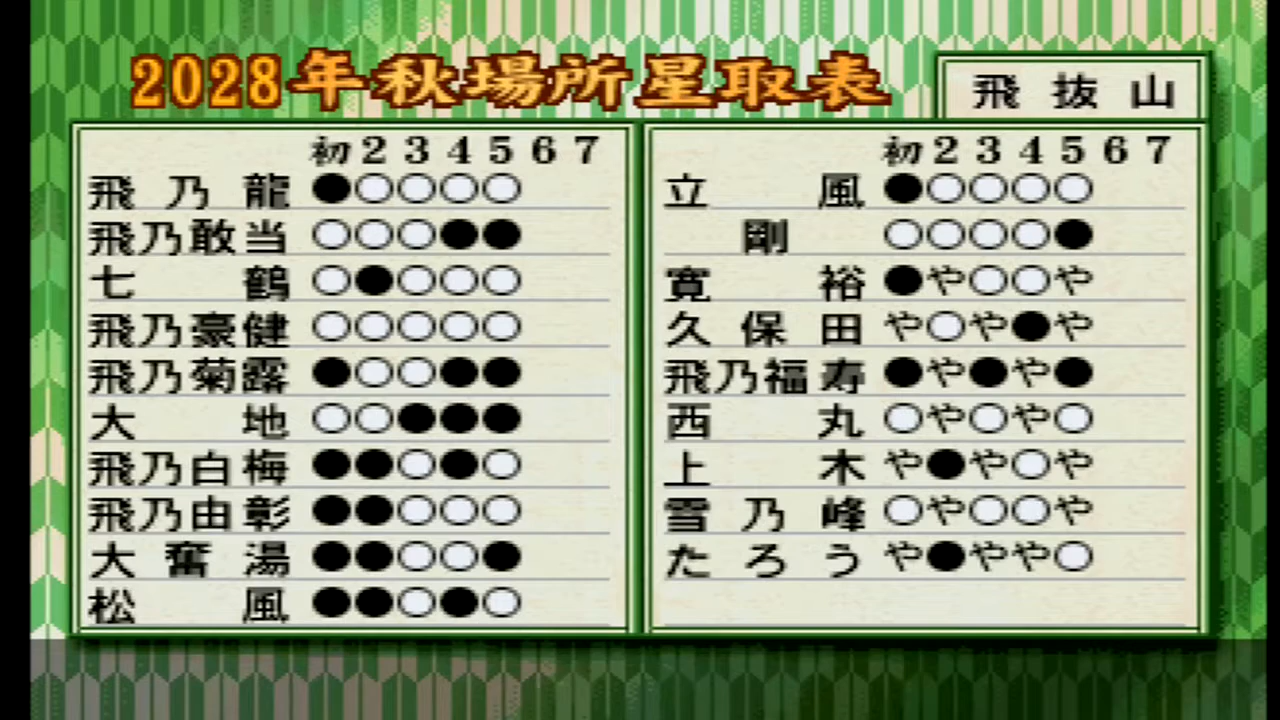 2028年秋場所星取表
飛抜山
初 2 3 4 5 6 7
飛乃龍 ●○○○○
飛乃敢当 ○○○●●
七鶴 ○●○○○
飛乃豪健 ○○○○○
飛乃菊露 ●○○●●
大地 ○○●●●
飛乃白梅 ●●○●○
飛乃由彰 ●●○○○
大奮湯 ●●○○●
松風 ●●○●○
初 2 3 4 5 6 7
立風 ●○○○○
剛 ○○○○●
寛裕 ●や○○や
久保田 や○や●や
飛乃福寿 ●や●や●
西丸 ○や○や○
上木 や●や○や
雪乃峰 ○や○○や
たろう や●やや○